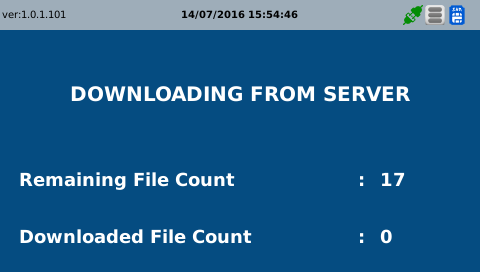 ver:1.0.1.101 14/07/2016 15:54:46
DOWNLOADING FROM SERVER
Remaining File Count : 17
Downloaded File Count : 0